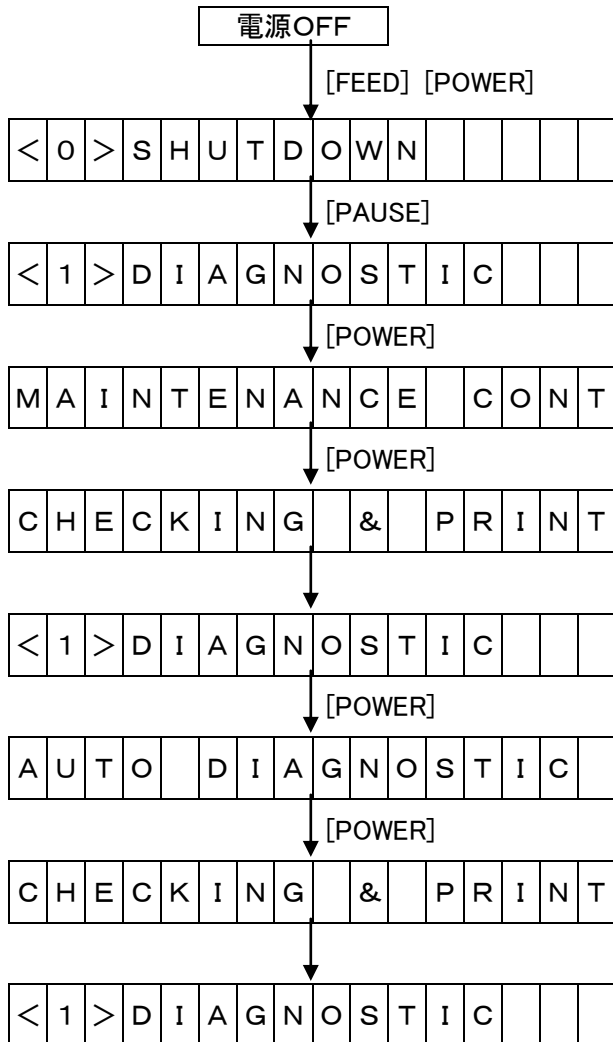 電源OFF
[FEED] [POWER]
<0>SHUTDOWN
[PAUSE]
<1>DIAGNOSTIC
[POWER]
MAINTENANCE CONT
[POWER]
CHECKING & PRINT
<1>DIAGNOSTIC
[POWER]
AUTO DIAGNOSTIC
[POWER]
CHECKING & PRINT
<1>DIAGNOSTIC